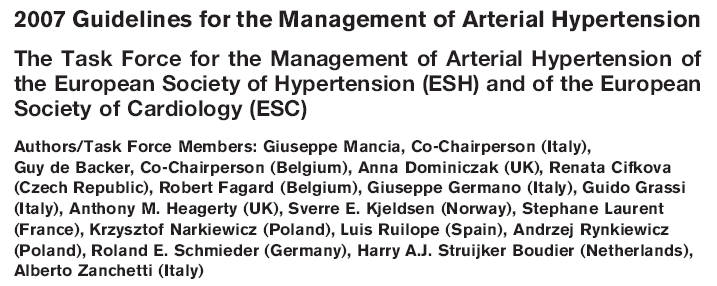 2007 Guidelines for the Management of Arterial Hypertension
The Task Force for the Management of Arterial Hypertension of
the European Society of Hypertension (ESH) and of the European
Society of Cardiology (ESC)
Authors/Task Force Members: Giuseppe Mancia, Co-Chairperson (Italy),
Guy de Backer, Co-Chairperson (Belgium), Anna Dominiczak (UK), Renata Cifkova
(Czech Republic), Robert Fagard (Belgium), Giuseppe Germano (Italy), Guido Grassi
(Italy), Anthony M. Heagerty (UK), Sverre E. Kjeldsen (Norway), Stephane Laurent
(France), Krzysztof Narkiewicz (Poland), Luis Ruilope (Spain), Andrzej Rynkiewicz
(Poland), Roland E. Schmieder (Germany), Harry A.J. Struijker Boudier (Netherlands),
Alberto Zanchetti (Italy)